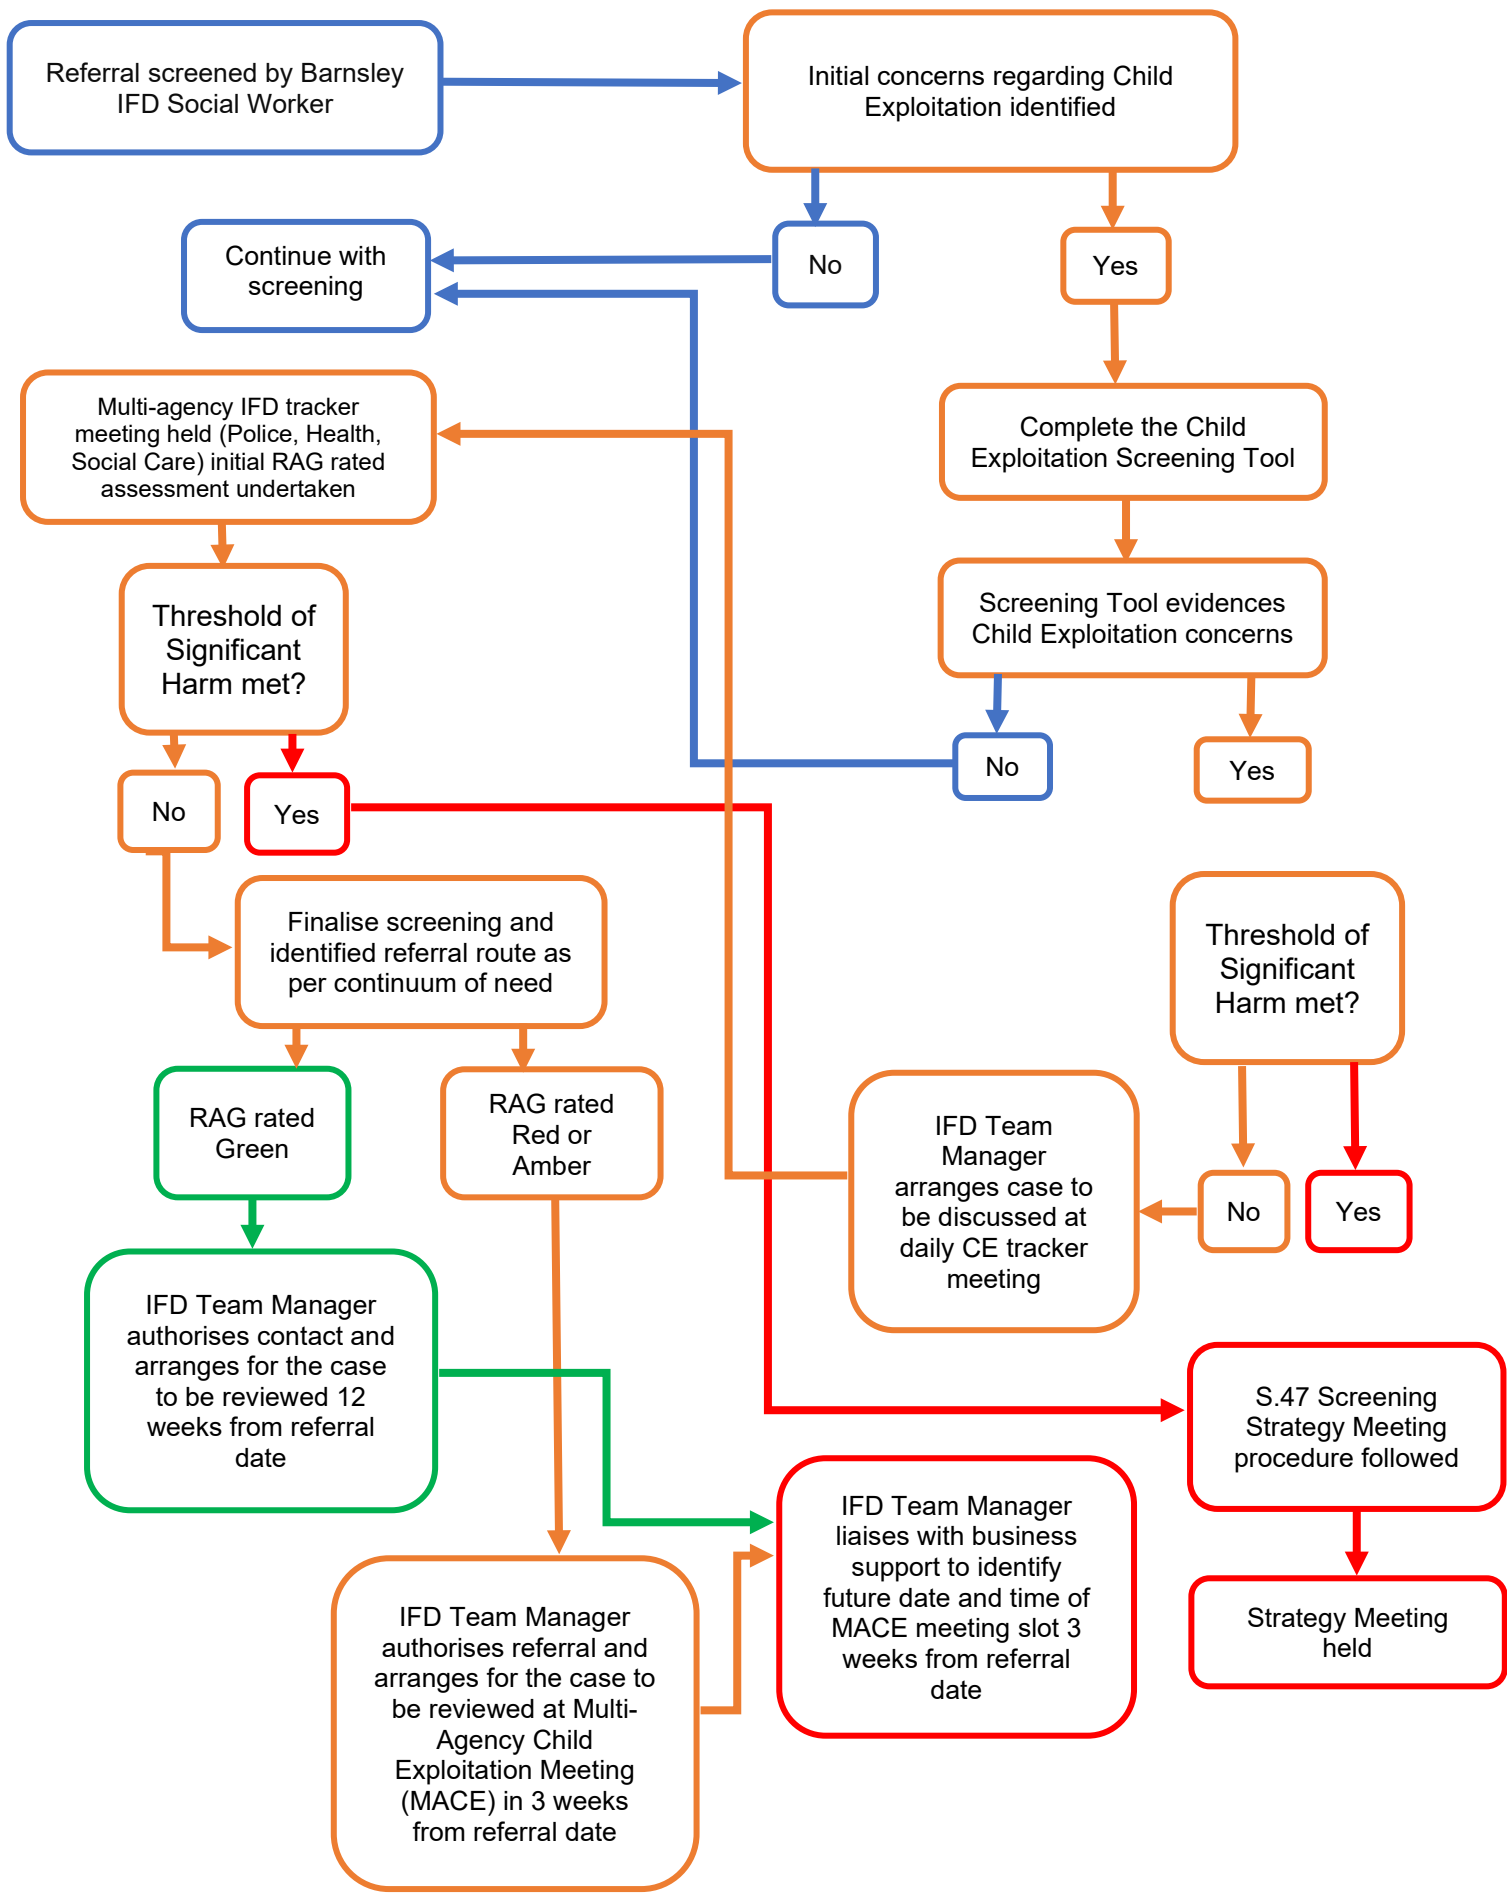 Referral screened by Barnsley
IFD Social Worker
Initial concerns regarding Child
Exploitation identified
No
Yes
Continue with
screening
Complete the Child
Exploitation Screening Tool
Multi-agency IFD tracker
meeting held (Police, Health,
Social Care) initial RAG rated
assessment undertaken
Screening Tool evidences
Child Exploitation concerns
Threshold of
Significant
Harm met?
No
Yes
No
Yes
Finalise screening and
identified referral route as
per continuum of need
Threshold of
Significant
Harm met?
RAG rated
Green
RAG rated
Red or
Amber
IFD Team
Manager
arranges case to
be discussed at
daily CE tracker
meeting
No
Yes
IFD Team Manager
authorises contact and
arranges for the case
to be reviewed 12
weeks from referral
date
S.47 Screening
Strategy Meeting
procedure followed
IFD Team Manager
liaises with business
support to identify
future date and time of
MACE meeting slot 3
weeks from referral
date
Strategy Meeting
held
IFD Team Manager
authorises referral and
arranges for the case to
be reviewed at Multi-
Agency Child
Exploitation Meeting
(MACE) in 3 weeks
from referral date